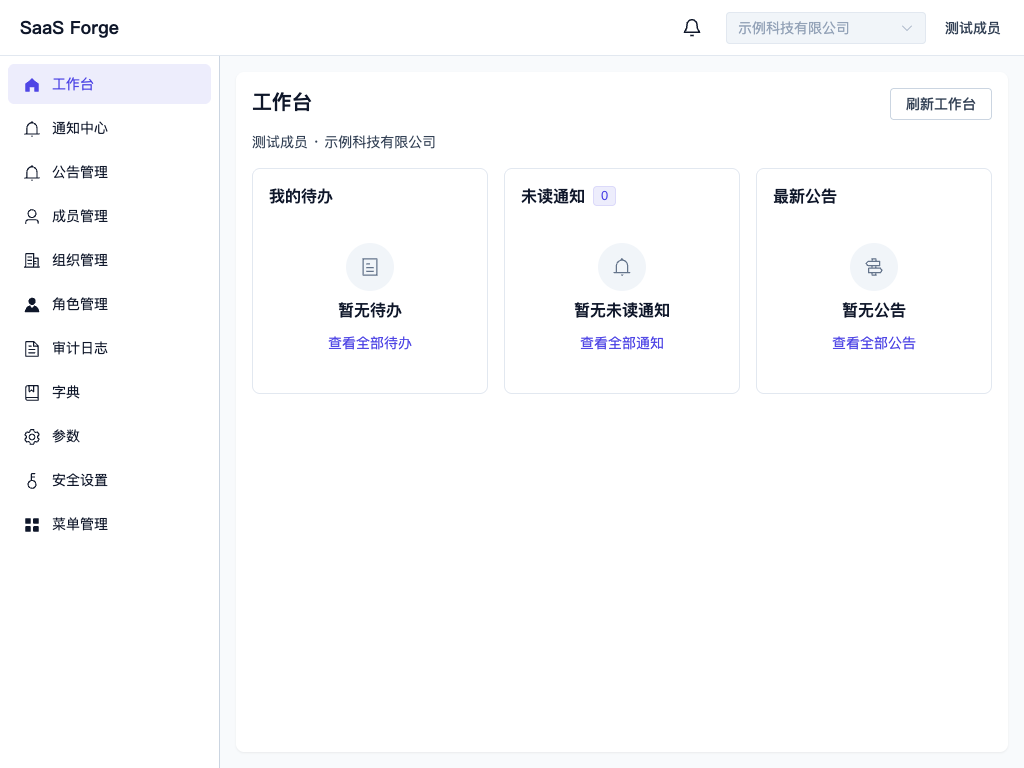 SaaS Forge
示例科技有限公司
测试成员
工作台
通知中心
公告管理
成员管理
组织管理
角色管理
审计日志
字典
参数
安全设置
菜单管理
工作台
刷新工作台
测试成员 · 示例科技有限公司
我的待办
暂无待办
查看全部待办
未读通知 0
暂无未读通知
查看全部通知
最新公告
暂无公告
查看全部公告